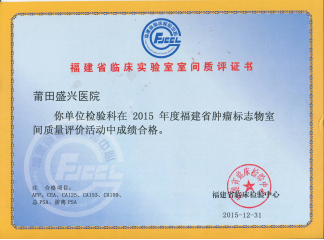 FJCCL
福建省临床实验室室间质评证书
莆田盛兴医院
你单位检验科在 2015 年度福建省肿瘤标志物室
间质量评价活动中成绩合格。
注 合格项目:
AFP, CEA, CA125, CA153, CA199,
总PSA、游离PSA
福建省临床检验中心
2015-12-31